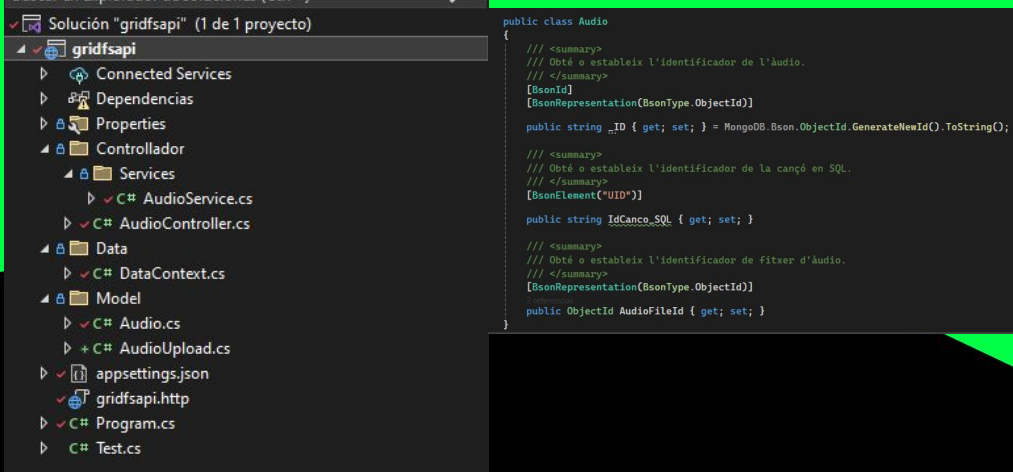 Solución "gridfsapi" (1 de 1 proyecto)
gridfsapi
Connected Services
Dependencias
Properties
Controllador
Services
C# AudioService.cs
C# AudioController.cs
Data
C# DataContext.cs
Model
C# Audio.cs
+ C# AudioUpload.cs
appsettings.json
gridfsapi.http
C# Program.cs
C# Test.cs
public class Audio
{
/// <summary>
/// Obté o estableix l'identificador de l'àudio.
/// </summary>
[BsonId]
[BsonRepresentation(BsonType.ObjectId)]
public string _ID { get; set; } = MongoDB.Bson.ObjectId.GenerateNewId().ToString();
/// <summary>
/// Obté o estableix l'identificador de la cançó en SQL.
/// </summary>
[BsonElement("UID")]
public string IdCanco_SQL { get; set; }
/// <summary>
/// Obté o estableix l'identificador de fitxer d'àudio.
/// </summary>
[BsonRepresentation(BsonType.ObjectId)]
2 referencias
public ObjectId AudioFileId { get; set; }
}